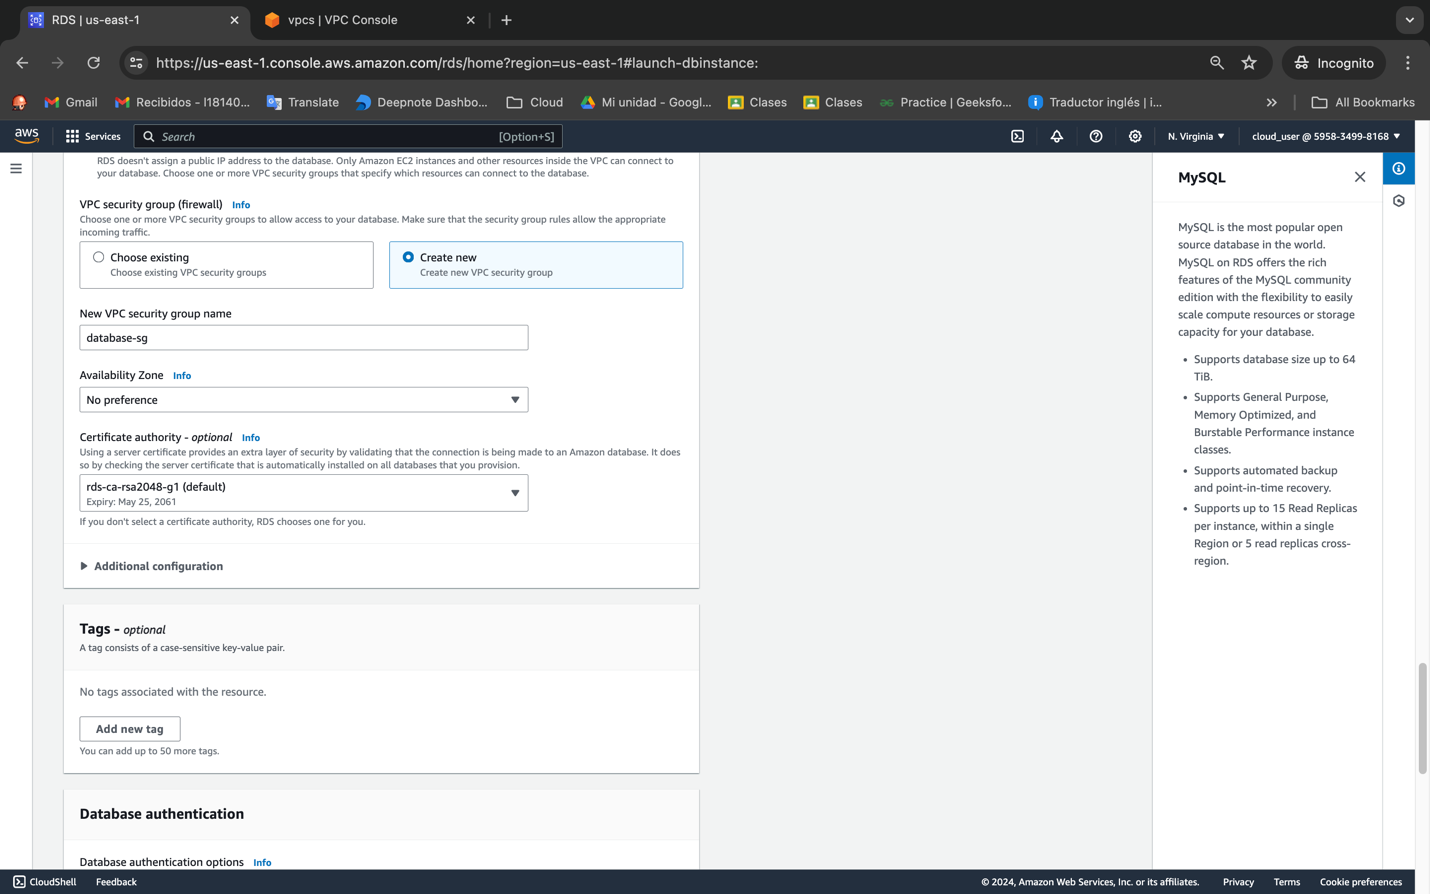 RDS | us-east-1
vpcs | VPC Console
https://us-east-1.console.aws.amazon.com/rds/home?region=us-east-1#launch-dbinstance:
Incognito
Gmail
Recibidos - l18140...
Translate
Deepnote Dashbo...
Cloud
Mi unidad - Googl...
Clases
Clases
Practice | Geeksfo...
Traductor inglés | i...
All Bookmarks
aws
Services
Search
[Option+S]
N. Virginia
cloud_user @ 5958-3499-8168
RDS doesn't assign a public IP address to the database. Only Amazon EC2 instances and other resources inside the VPC can connect to
your database. Choose one or more VPC security groups that specify which resources can connect to the database.
VPC security group (firewall) Info
Choose one or more VPC security groups to allow access to your database. Make sure that the security group rules allow the appropriate
incoming traffic.
Choose existing
Choose existing VPC security groups
Create new
Create new VPC security group
New VPC security group name
database-sg
Availability Zone Info
No preference
Certificate authority - optional Info
Using a server certificate provides an extra layer of security by validating that the connection is being made to an Amazon database. It does
so by checking the server certificate that is automatically installed on all databases that you provision.
rds-ca-rsa2048-g1 (default)
Expiry: May 25, 2061
If you don't select a certificate authority, RDS chooses one for you.
Additional configuration
Tags - optional
A tag consists of a case-sensitive key-value pair.
No tags associated with the resource.
Add new tag
You can add up to 50 more tags.
Database authentication
Database authentication options Info
MySQL
MySQL is the most popular open
source database in the world.
MySQL on RDS offers the rich
features of the MySQL community
edition with the flexibility to easily
scale compute resources or storage
capacity for your database.
• Supports database size up to 64
TiB.
• Supports General Purpose,
Memory Optimized, and
Burstable Performance instance
classes.
• Supports automated backup
and point-in-time recovery.
• Supports up to 15 Read Replicas
per instance, within a single
Region or 5 read replicas cross-
region.
CloudShell
Feedback
© 2024, Amazon Web Services, Inc. or its affiliates.
Privacy
Terms
Cookie preferences